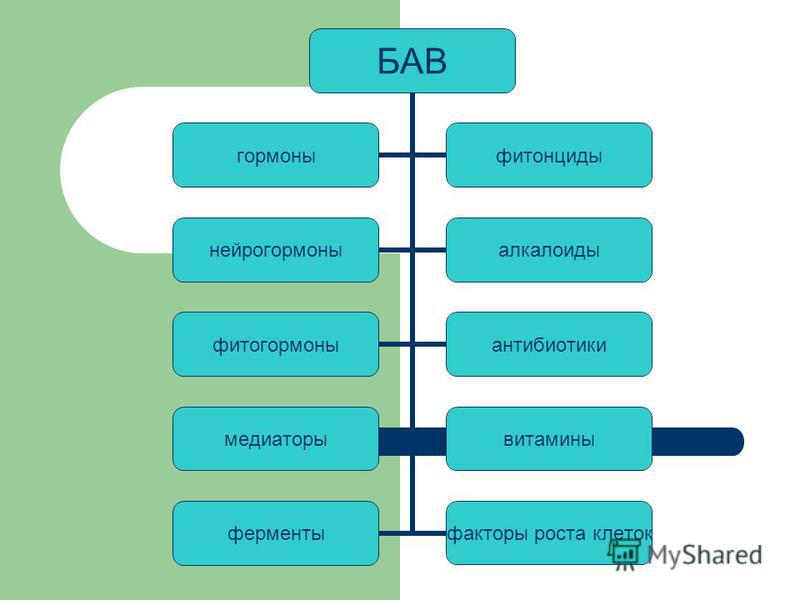 БАВ
гормоны
фитонциды
нейрогормоны
алкалоиды
фитогормоны
антибиотики
медиаторы
витамины
ферменты
факторы роста клеток
MyShared